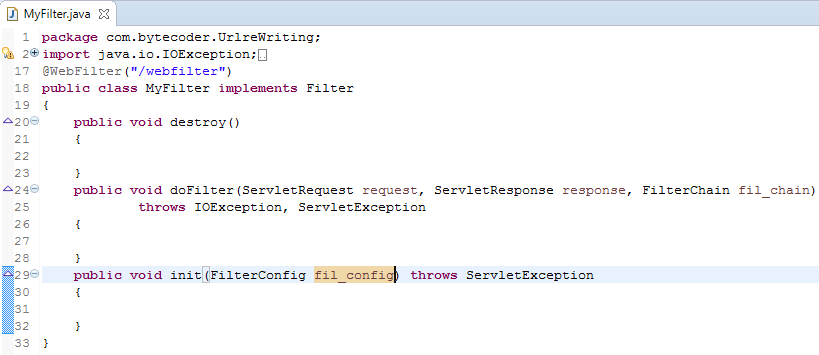 MyFilter.java
1 package com.bytecoder.UrlreWriting;
2 import java.io.IOException;
17 @WebFilter("/webfilter")
18 public class MyFilter implements Filter
19 {
20 public void destroy()
21 {
22
23 }
24 public void doFilter(ServletRequest request, ServletResponse response, FilterChain fil_chain)
25 throws IOException, ServletException
26 {
27
28 }
29 public void init(FilterConfig fil_config) throws ServletException
30 {
31
32 }
33 }